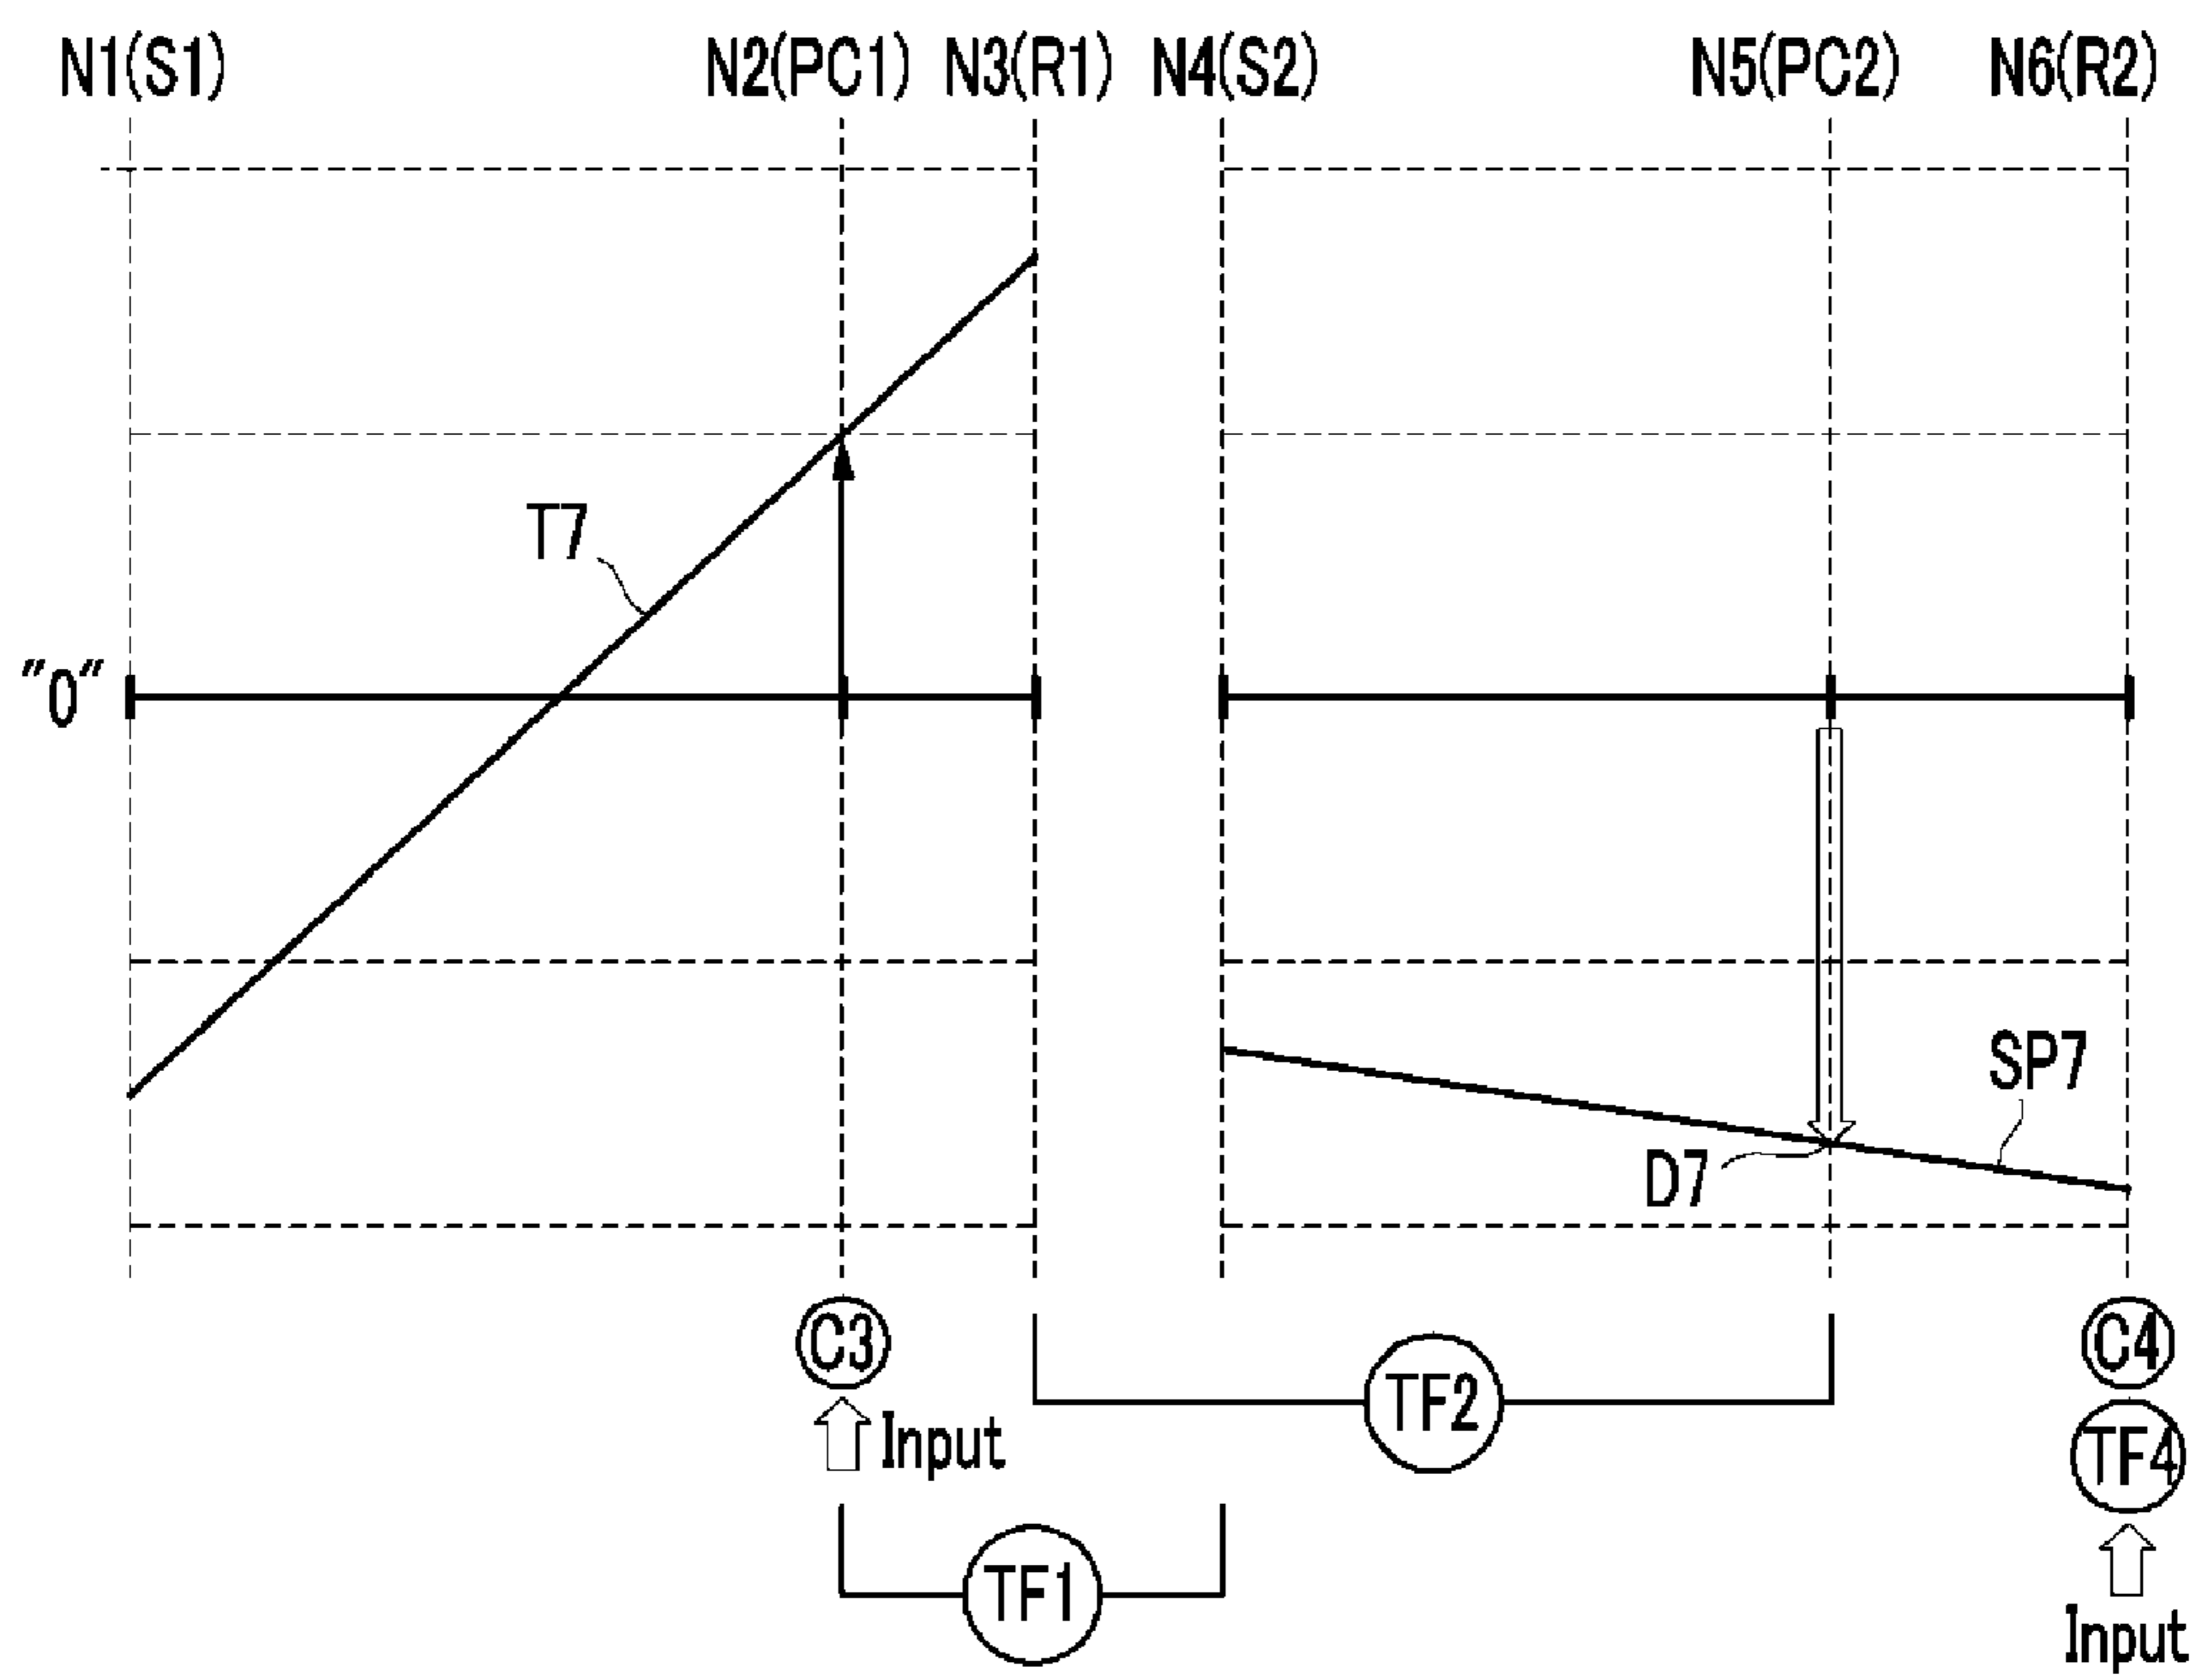 N1(S1) N2(PC1) N3(R1) N4(S2) N5(PC2) N6(R2)
T7
"0"
SP7
D7
C3
C4
TF2
Input
TF4
TF1
Input